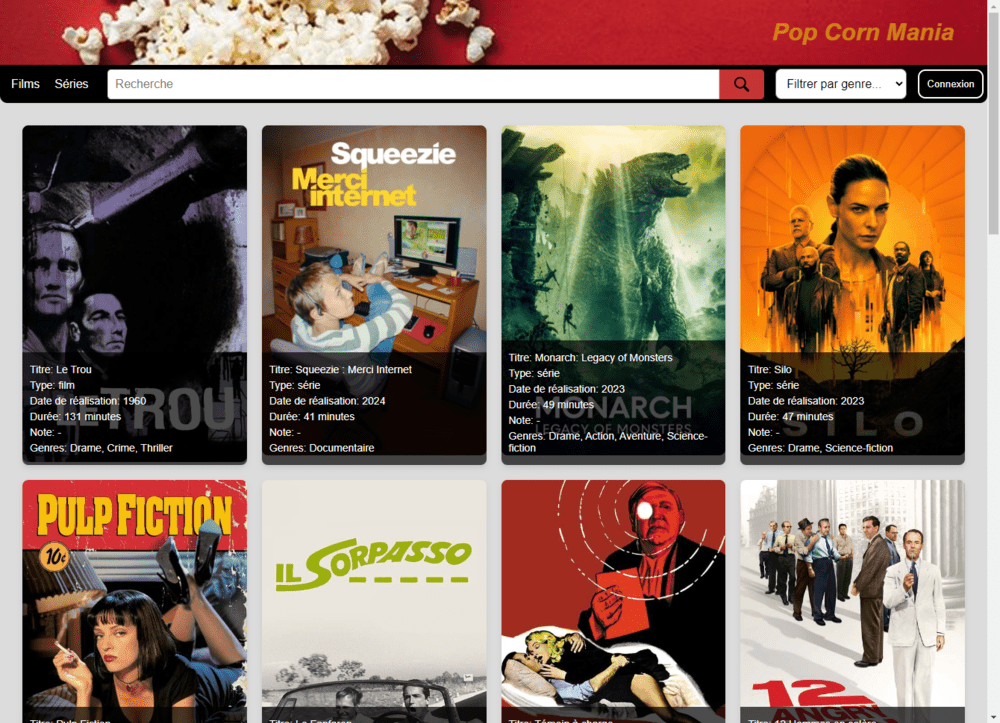 Pop Corn Mania
Films
Séries
Recherche
Filtrer par genre...
Connexion
LE TROU
Titre: Le Trou
Type: film
Date de réalisation: 1960
Durée: 131 minutes
Note: -
Genres: Drame, Crime, Thriller
Squeezie
Merci
internet
Titre: Squeezie : Merci Internet
Type: série
Date de réalisation: 2024
Durée: 41 minutes
Note: -
Genres: Documentaire
MONARCH
LEGACY OF MONSTERS
Titre: Monarch: Legacy of Monsters
Type: série
Date de réalisation: 2023
Durée: 49 minutes
Note: -
Genres: Drame, Action, Aventure, Science-
fiction
SILO
Titre: Silo
Type: série
Date de réalisation: 2023
Durée: 47 minutes
Note: -
Genres: Drame, Science-fiction
PULP FICTION
10¢
Titre: Pulp Fiction
IL SORPASSO
Titre: Le Fanfaron
Titre: Témoin à charge
12
Titre: 12 Hommes en colère